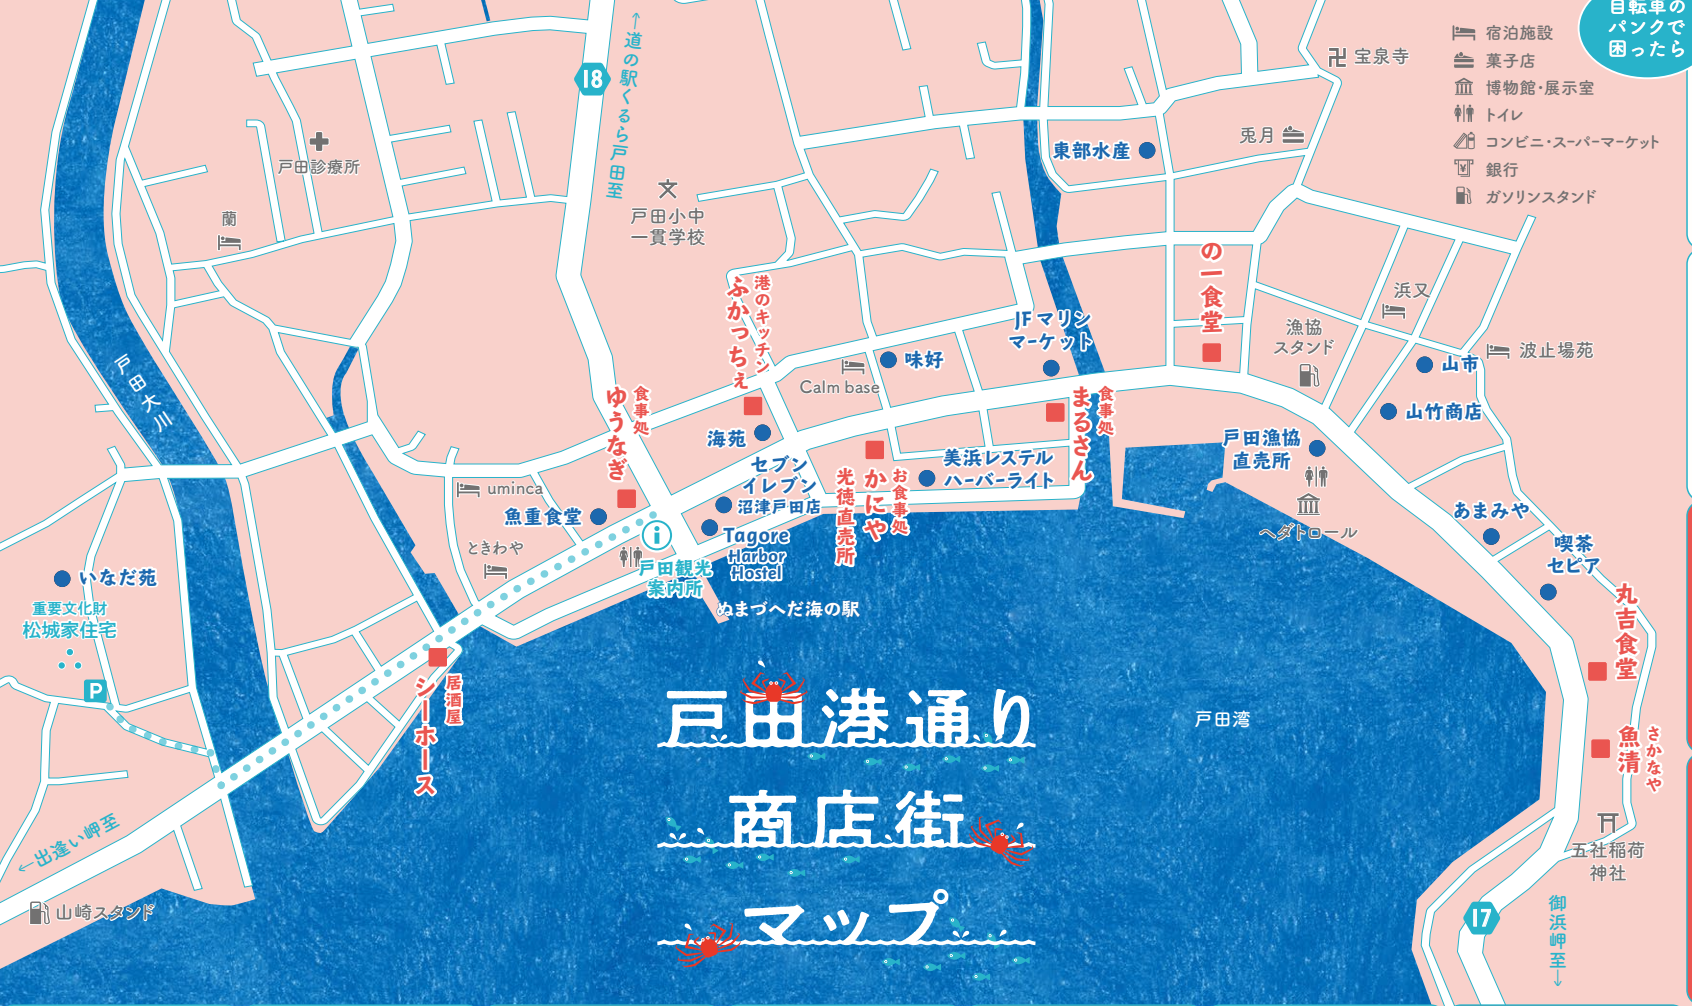 自転車の
パンクで
困ったら
宿泊施設
菓子店
博物館・展示室
トイレ
コンビニ・スーパーマーケット
銀行
ガソリンスタンド
18
↑道の駅くるら戸田至
戸田診療所
蘭
文
戸田小中
一貫学校
卍 宝泉寺
兎月
東部水産
の一食堂
浜又
漁協
スタンド
波止場苑
山市
山竹商店
港のキッチン
ふかっちぇ
JFマリン
マーケット
味好
Calm base
食事処
ゆうなぎ
海苑
食事処
まるさん
美浜レステル
ハーバーライト
お食事処
かにや
光徳直売所
戸田漁協
直売所
ヘダトロール
セブン
イレブン
沼津戸田店
Tagore
Harbor
Hostel
uminca
魚重食堂
ときわや
戸田観光
案内所
ぬまづへだ海の駅
戸田大川
いなだ苑
重要文化財
松城家住宅
P
居酒屋
シーホース
あまみや
喫茶
セピア
丸吉食堂
さかなや
魚清
五社稲荷
神社
17
御浜岬至→
戸田湾
←出逢い岬至
山崎スタンド
戸田港通り
商店街
マップ